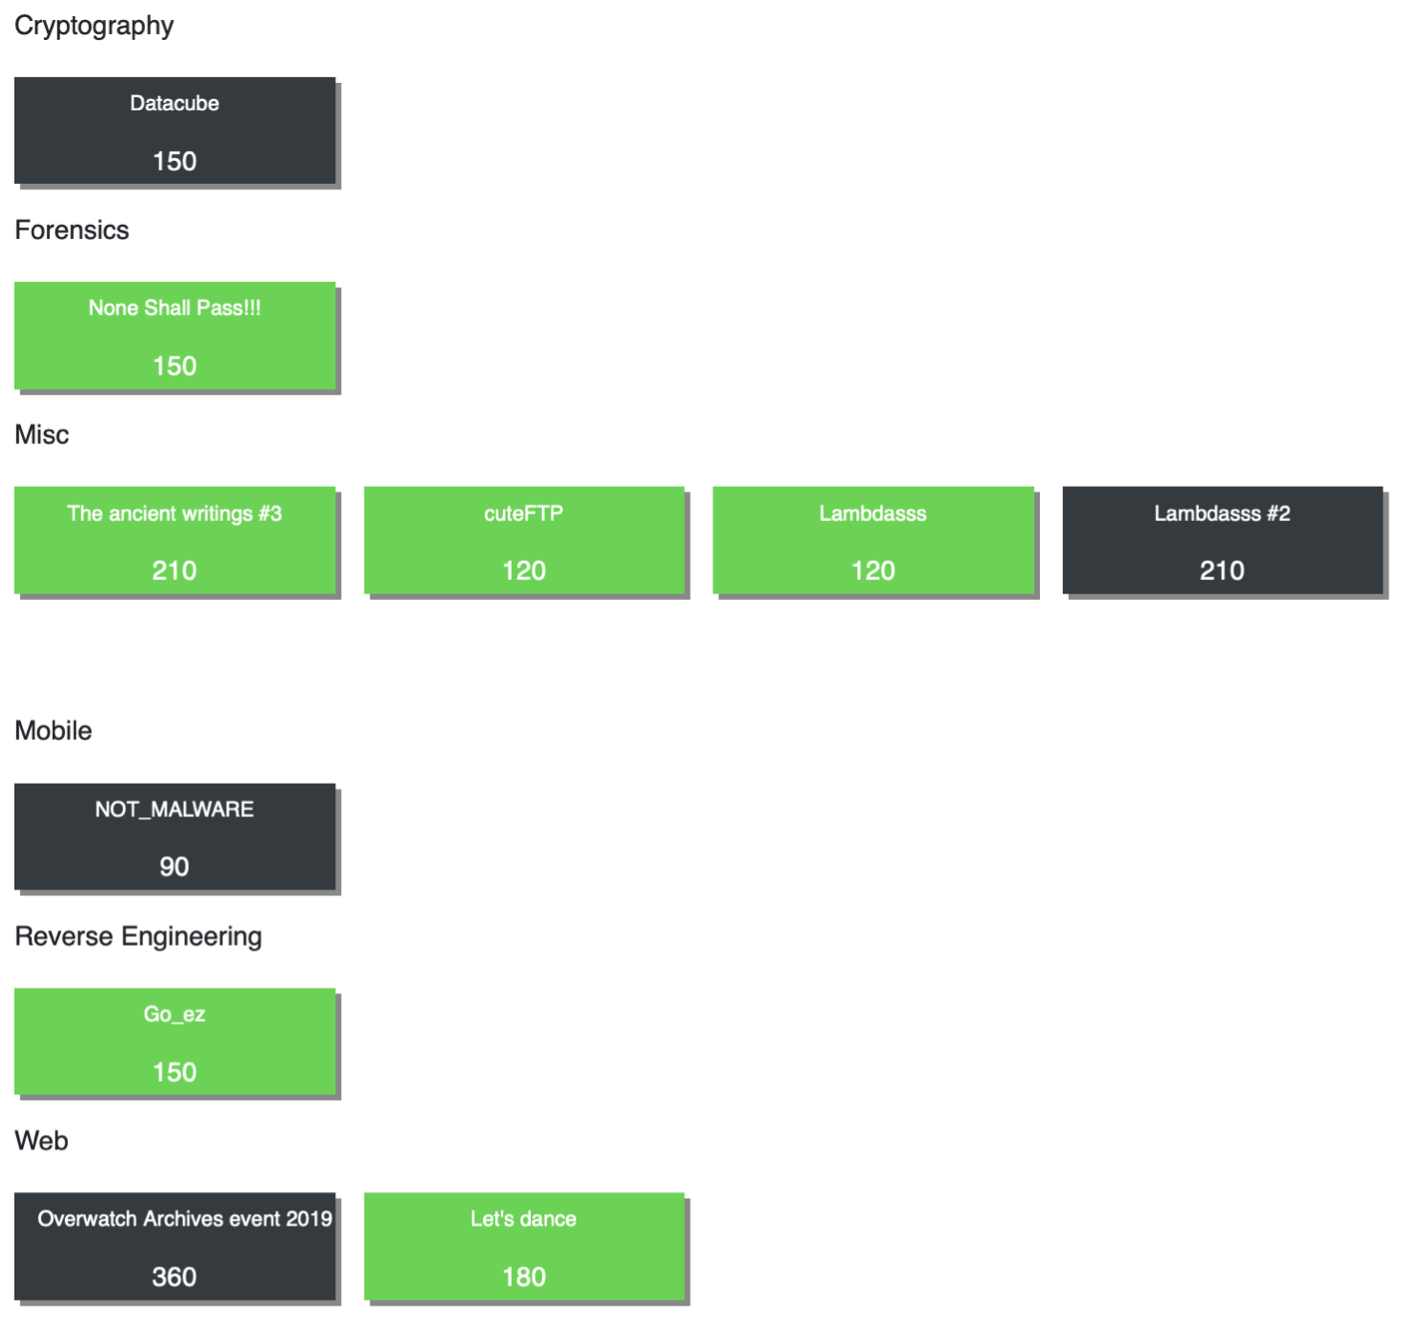 Cryptography
Datacube
150
Forensics
None Shall Pass!!!
150
Misc
The ancient writings #3
210
cuteFTP
120
Lambdasss
120
Lambdasss #2
210
Mobile
NOT_MALWARE
90
Reverse Engineering
Go_ez
150
Web
Overwatch Archives event 2019
360
Let's dance
180